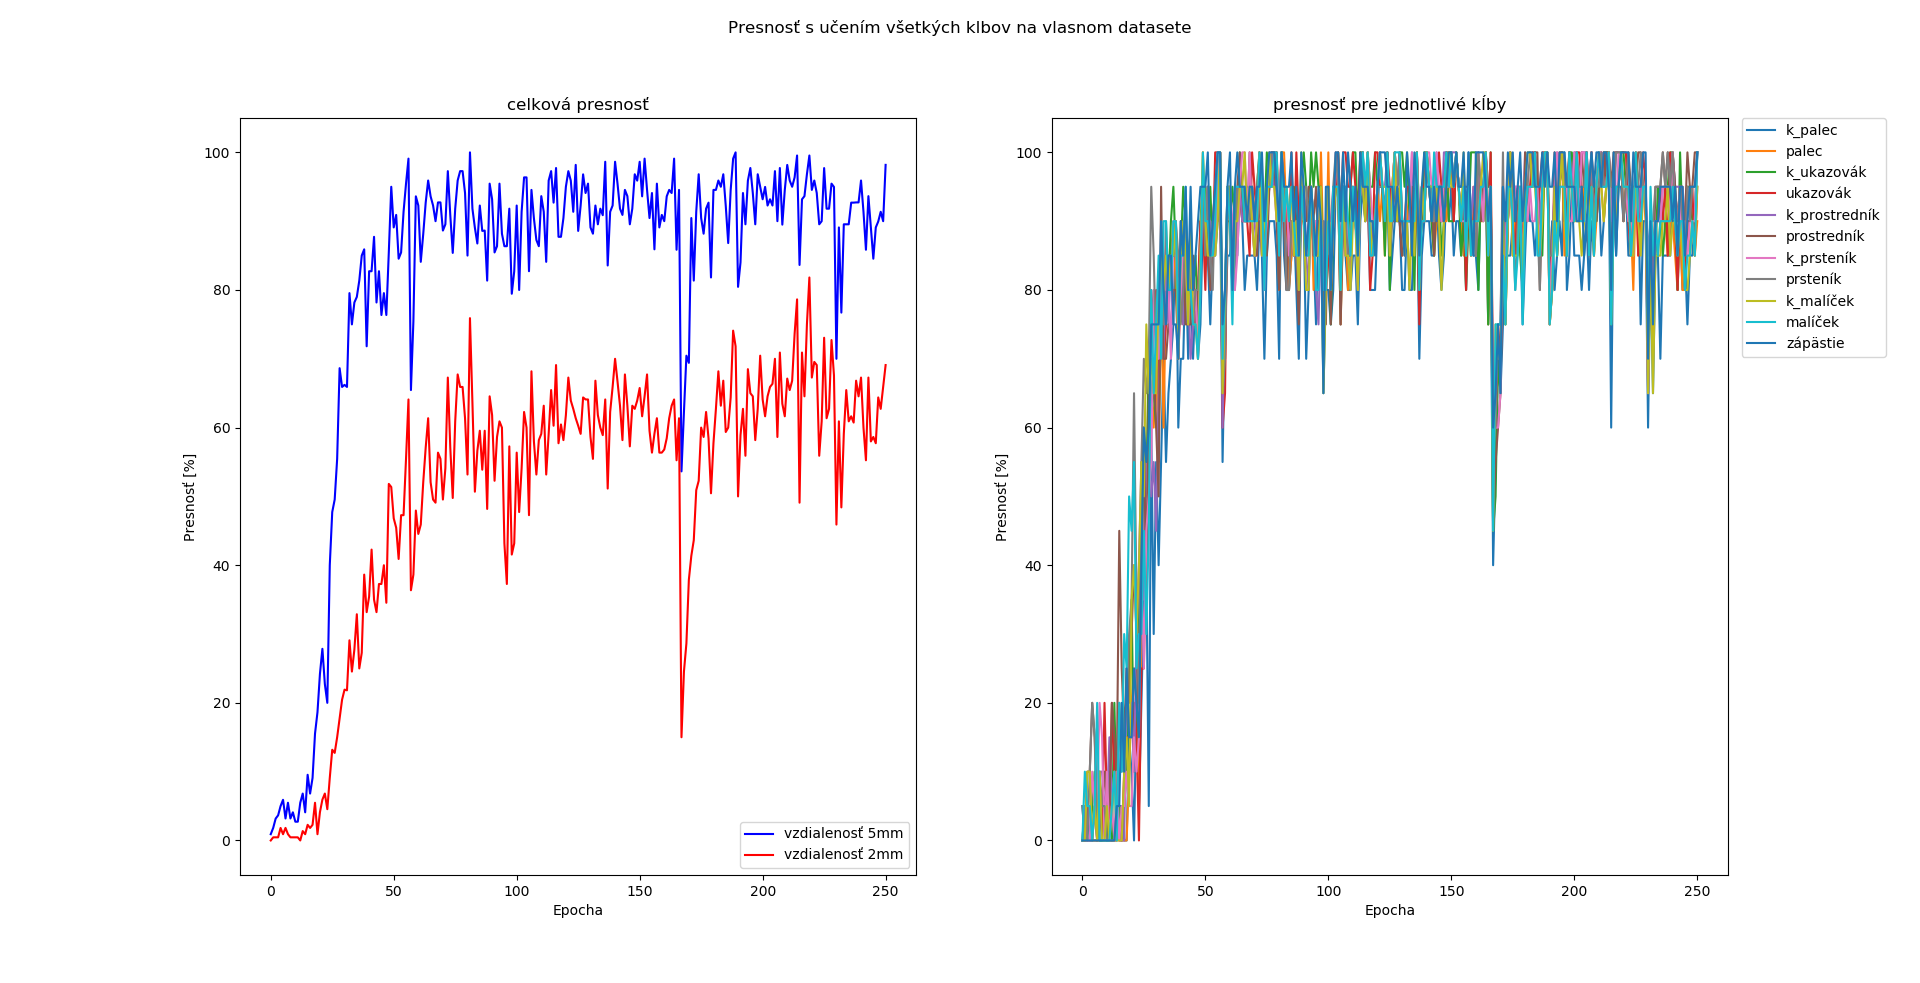 Presnosť s učením všetkých klbov na vlasnom datasete
celková presnosť
Presnosť [%]
100
80
60
40
20
0
0 50 100 150 200 250
Epocha
vzdialenosť 5mm
vzdialenosť 2mm
presnosť pre jednotlivé kĺby
Presnosť [%]
100
80
60
40
20
0
0 50 100 150 200 250
Epocha
k_palec
palec
k_ukazovák
ukazovák
k_prostredník
prostredník
k_prsteník
prsteník
k_malíček
malíček
zápästie